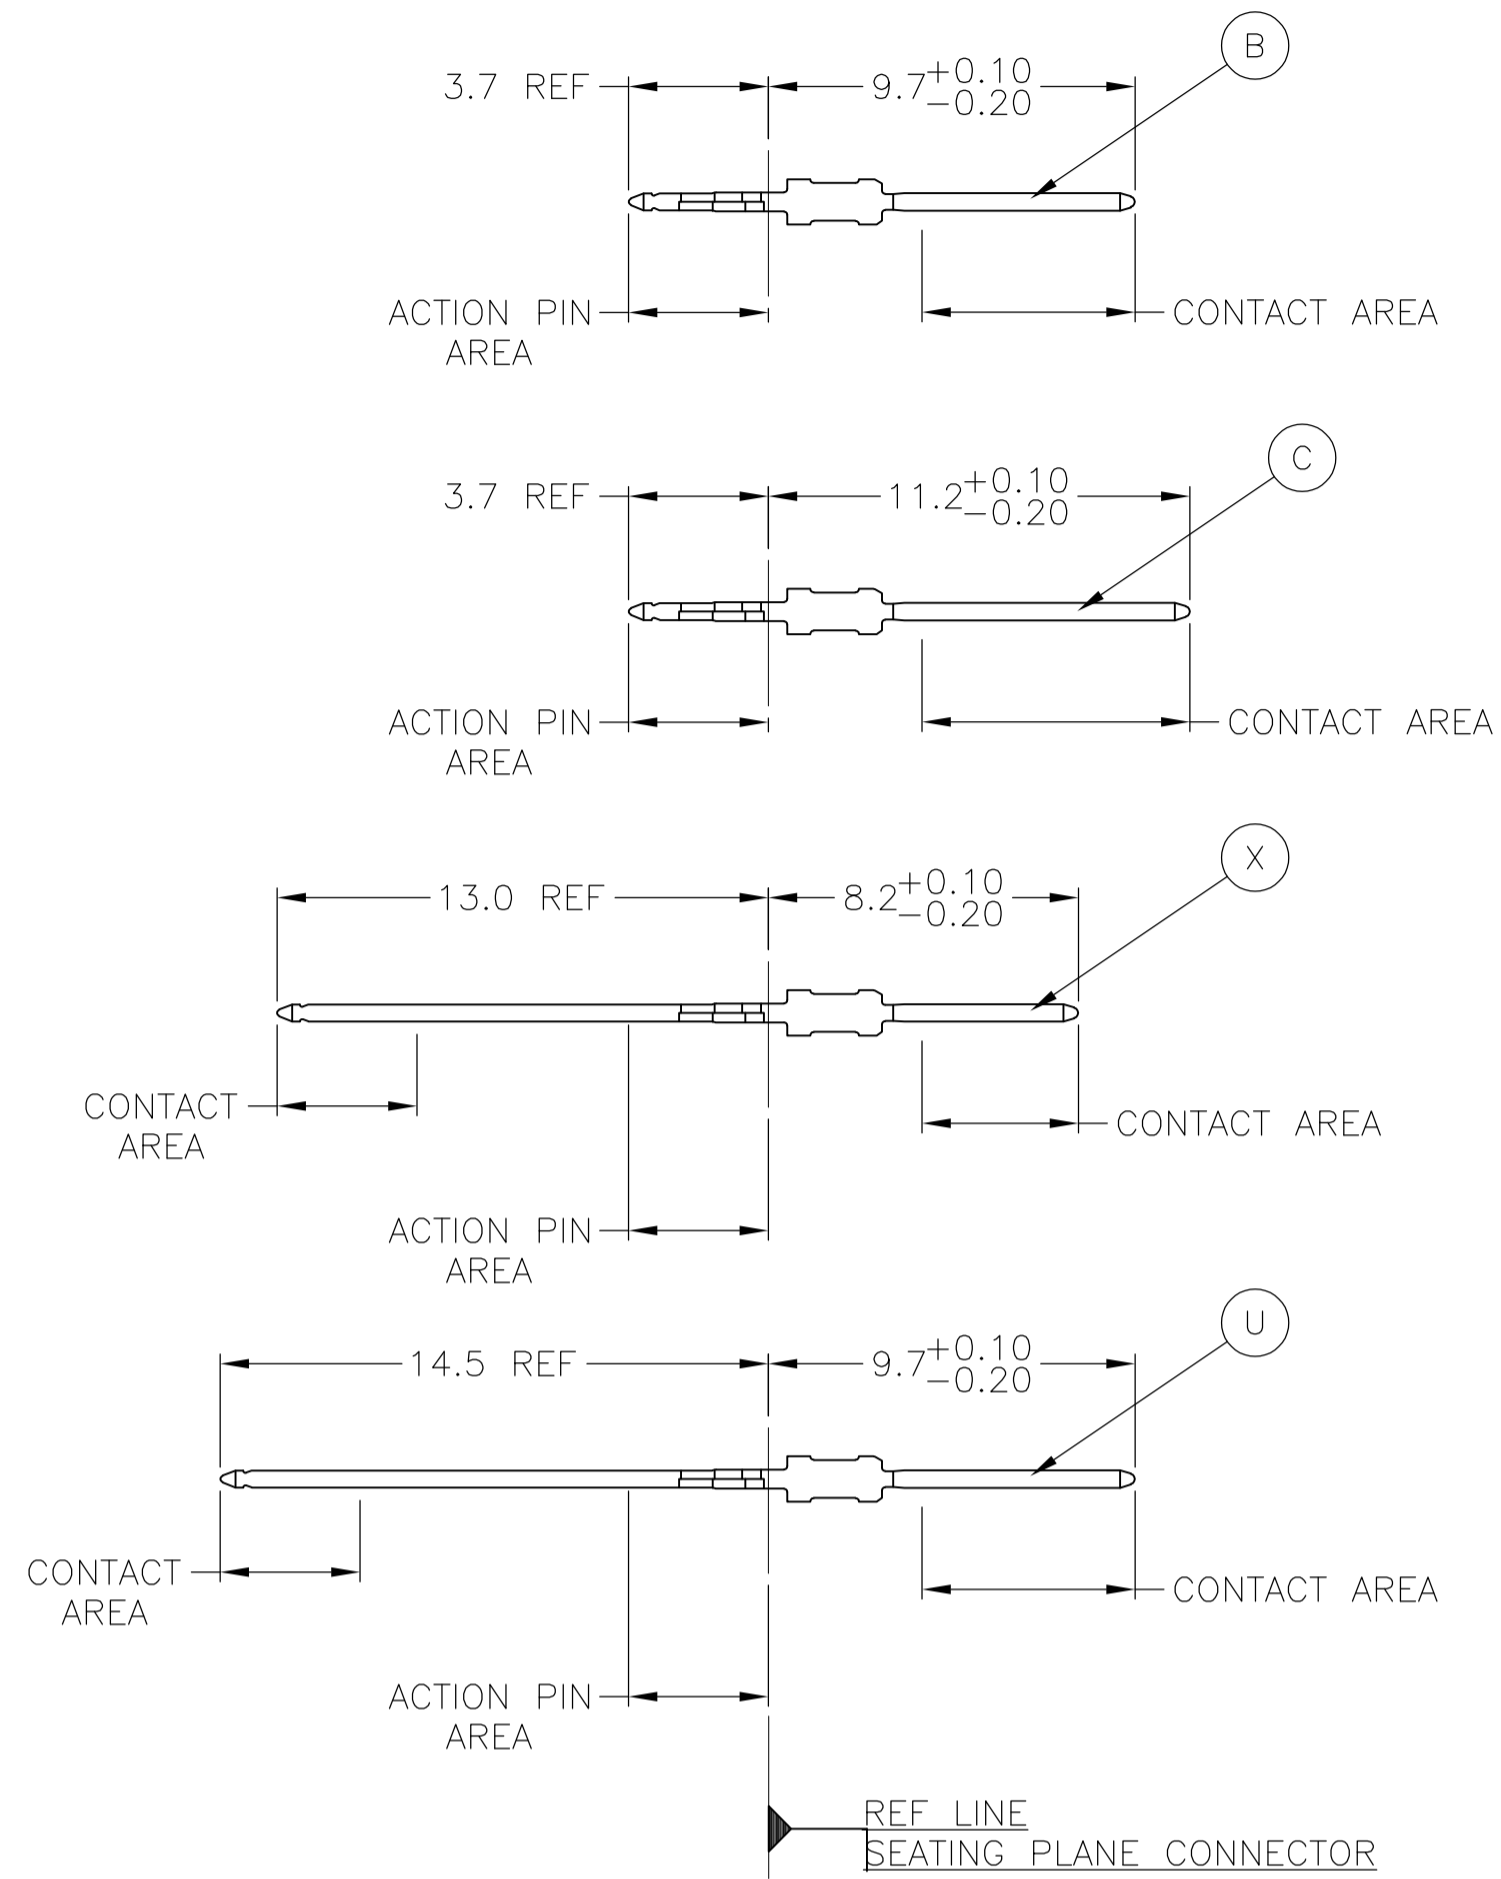 B
3.7 REF
9.7 +0.10
-0.20
ACTION PIN
AREA
CONTACT AREA
C
3.7 REF
11.2 +0.10
-0.20
ACTION PIN
AREA
CONTACT AREA
X
13.0 REF
8.2 +0.10
-0.20
CONTACT
AREA
CONTACT AREA
ACTION PIN
AREA
U
14.5 REF
9.7 +0.10
-0.20
CONTACT
AREA
CONTACT AREA
ACTION PIN
AREA
REF LINE
SEATING PLANE CONNECTOR